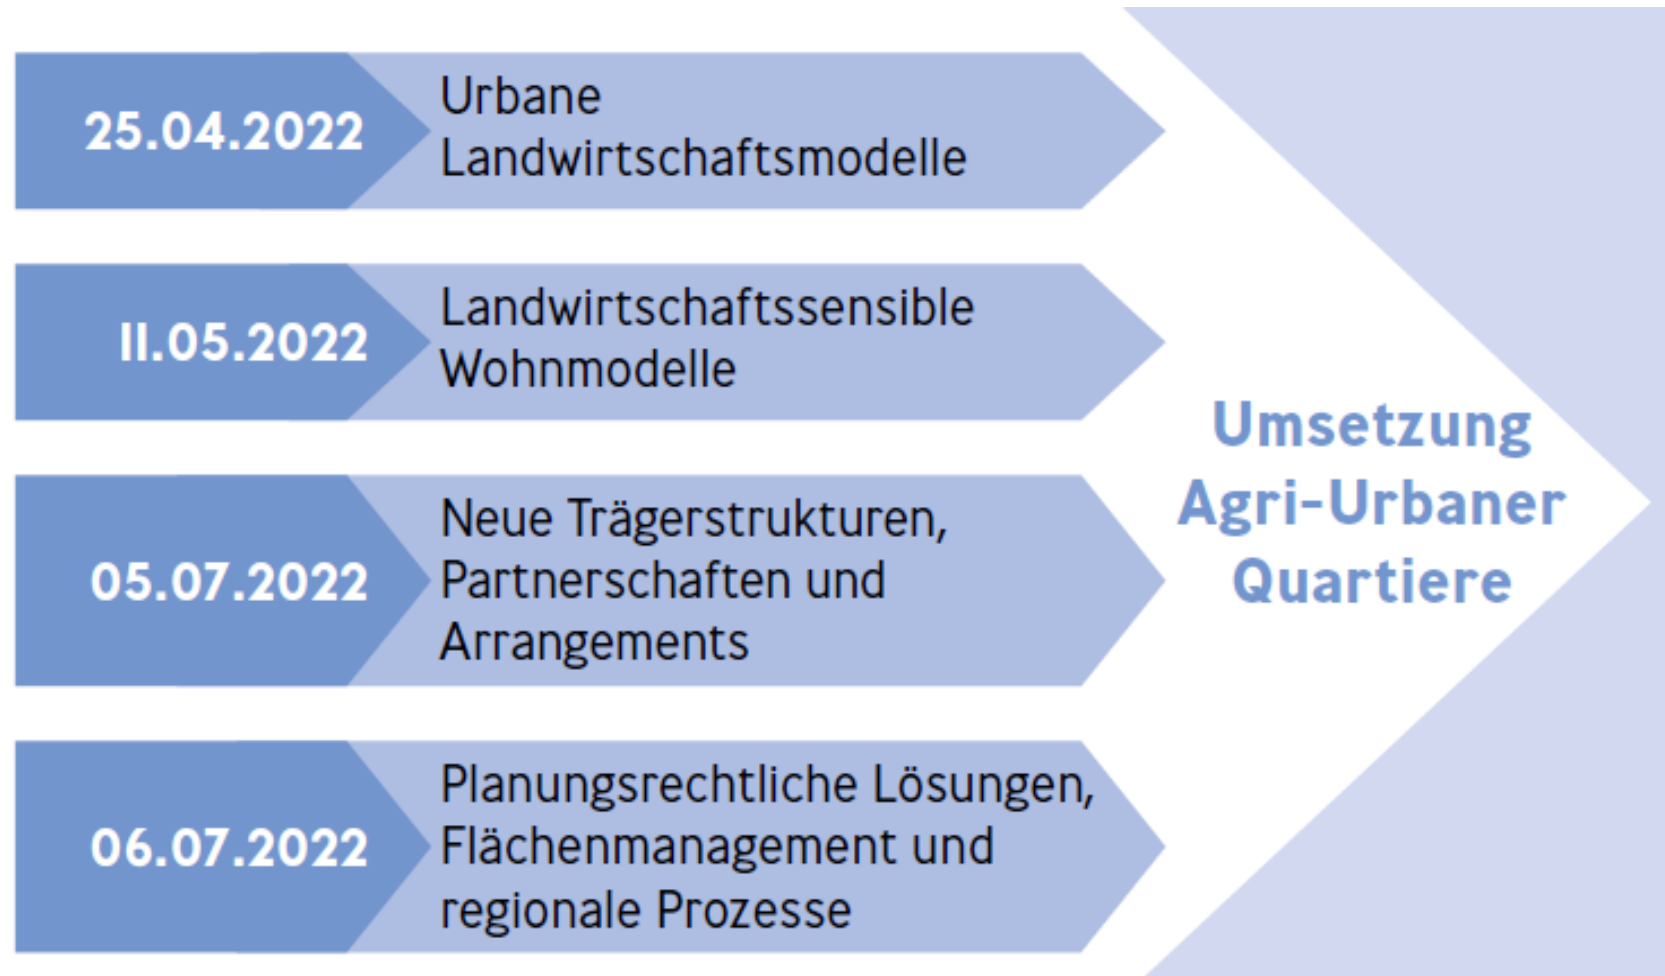 25.04.2022
Urbane
Landwirtschaftsmodelle
11.05.2022
Landwirtschaftssensible
Wohnmodelle
05.07.2022
Neue Trägerstrukturen,
Partnerschaften und
Arrangements
06.07.2022
Planungsrechtliche Lösungen,
Flächenmanagement und
regionale Prozesse
Umsetzung
Agri-Urbaner
Quartiere